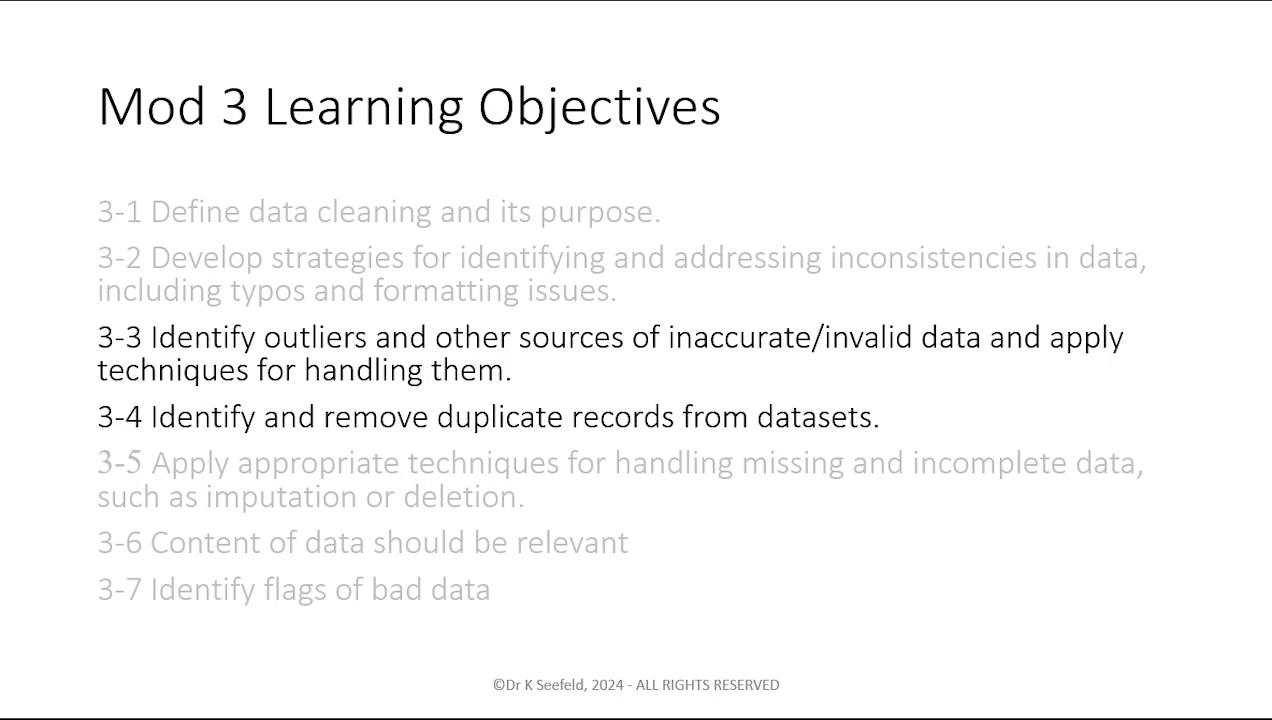 Mod 3 Learning Objectives
3-1 Define data cleaning and its purpose.
3-2 Develop strategies for identifying and addressing inconsistencies in data,
including typos and formatting issues.
3-3 Identify outliers and other sources of inaccurate/invalid data and apply
techniques for handling them.
3-4 Identify and remove duplicate records from datasets.
3-5 Apply appropriate techniques for handling missing and incomplete data,
such as imputation or deletion.
3-6 Content of data should be relevant
3-7 Identify flags of bad data
©Dr K Seefeld, 2024 - ALL RIGHTS RESERVED